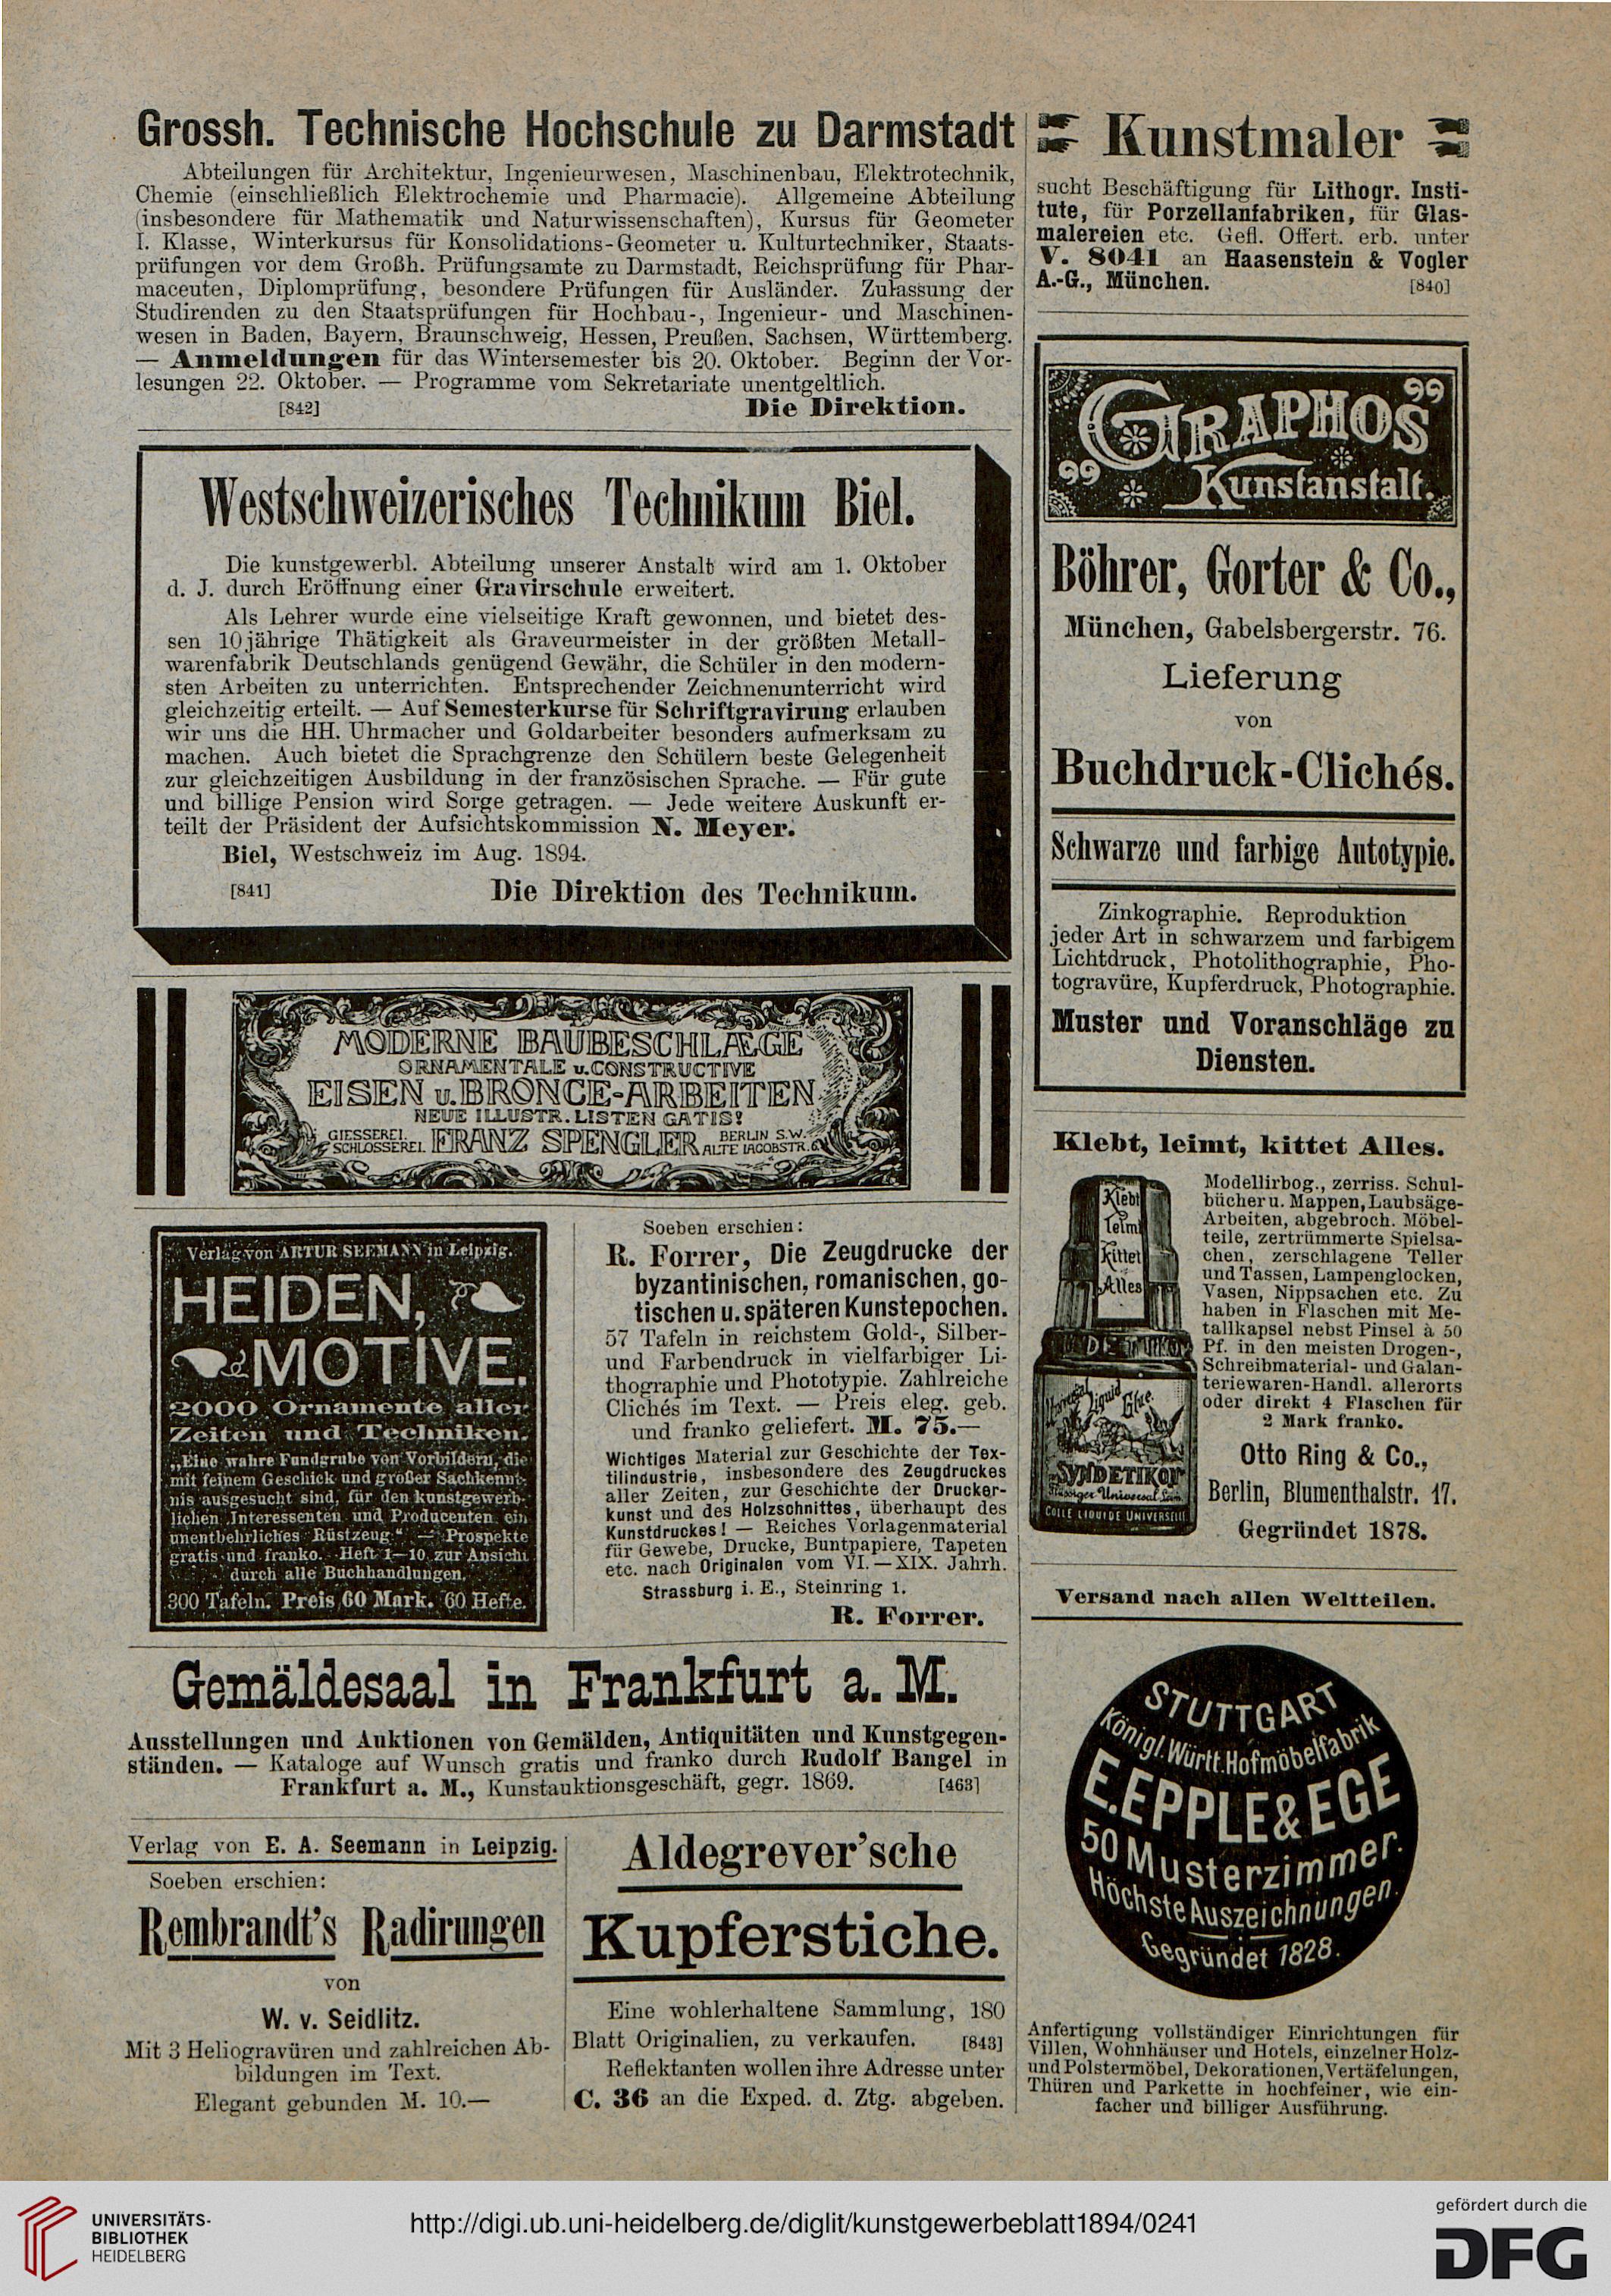 Grossh. Technische Hochschule zu Darmstadt
Abteilungen für Architektur, Ingenieurwesen, Maschinenbau, Elektrotechnik,
Chemie (einschließlich Elektrochemie und Pharmacie). Allgemeine Abteilung
(insbesondere für Mathematik und Naturwissenschaften), Kursus für Geometer
I. Klasse, Winterkursus für Konsolidations-Geometer u. Kulturtechniker, Staats-
prüfungen vor dem Großh. Prüfungsamte zu Darmstadt, Reichsprüfung für Phar-
maceuten, Diplomprüfung, besondere Prüfungen für Ausländer. Zulassung der
Studirenden zu den Staatsprüfungen für Hochbau-, Ingenieur- und Maschinen-
wesen in Baden, Bayern, Braunschweig, Hessen, Preußen, Sachsen, Württemberg.
— Anmeldungen für das Wintersemester bis 20. Oktober. Beginn der Vor-
lesungen 22. Oktober. — Programme vom Sekretariate unentgeltlich.
[842] Die Direktion.
Westschweizerisches Technikum Biel.
Die kunstgewerbl. Abteilung unserer Anstalt wird am 1. Oktober
d. J. durch Eröffnung einer Gravirschule erweitert.
Als Lehrer wurde eine vielseitige Kraft gewonnen, und bietet des-
sen 10jährige Thätigkeit als Graveurmeister in der größten Metall-
warenfabrik Deutschlands genügend Gewähr, die Schüler in den modern-
sten Arbeiten zu unterrichten. Entsprechender Zeichnenunterricht wird
gleichzeitig erteilt. — Auf Semesterkurse für Schriftgravirung erlauben
wir uns die HH. Uhrmacher und Goldarbeiter besonders aufmerksam zu
machen. Auch bietet die Sprachgrenze den Schülern beste Gelegenheit
zur gleichzeitigen Ausbildung in der französischen Sprache. — Für gute
und billige Pension wird Sorge getragen. — Jede weitere Auskunft er-
teilt der Präsident der Aufsichtskommission N. Meyer.
Biel, Westschweiz im Aug. 1894.
[841] Die Direktion des Technikum.
MODERNE BAUBESCHLÆGE
ORNAMENTALE u. CONSTRUCTIVE
EISEN u. BRONCE-ARBEITEN
NEUE ILLUSTR. LISTEN GATIS!
GIESSEREI. SCHLOSSEREI. FRANZ SPENGLER BERLIN S.W. ALTE IACOBSTR. 6
Verlag von ARTUR SEEMANN in Leipzig.
HEIDEN,
MOTIVE.
2000 Ornamente aller
Zeiten und Techniken.
„Eine wahre Fundgrube von Vorbildern, die
mit feinem Geschick und großer Sachkennt-
nis ausgesucht sind, für den kunstgewerb-
lichen Interessenten und Producenten ein
unentbehrliches Rüstzeug.“ — Prospekte
gratis und franko. Heft 1—10 zur Ansicht
durch alle Buchhandlungen.
300 Tafeln. Preis 60 Mark. 60 Hefte.
Soeben erschien:
R. Forrer, Die Zeugdrucke der
byzantinischen, romanischen, go-
tischen u. späteren Kunstepochen.
57 Tafeln in reichstem Gold-, Silber-
und Farbendruck in vielfarbiger Li-
thographie und Phototypie. Zahlreiche
Clichés im Text. — Preis eleg. geb.
und franko geliefert. M. 75.—
Wichtiges Material zur Geschichte der Tex-
tilindustrie, insbesondere des Zeugdruckes
aller Zeiten, zur Geschichte der Drucker-
kunst und des Holzschnittes, überhaupt des
Kunstdruckes! — Reiches Vorlagenmaterial
für Gewebe, Drucke, Buntpapiere, Tapeten
etc. nach Originalen vom VI.—XIX. Jahrh.
Strassburg i. E., Steinring 1.
R. Forrer.
Gemäldesaal in Frankfurt a. M.
Ausstellungen und Auktionen von Gemälden, Antiquitäten und Kunstgegen-
ständen. — Kataloge auf Wunsch gratis und franko durch Rudolf Bangel in
Frankfurt a. M., Kunstauktionsgeschäft, gegr. 1869. [463]
Verlag von E. A. Seemann in Leipzig.
Soeben erschien:
Rembrandt's Radirungen
von
W. v. Seidlitz.
Mit 3 Heliogravüren und zahlreichen Ab-
bildungen im Text.
Elegant gebunden M. 10.—
Aldegrever'sche
Kupferstiche.
Eine wohlerhaltene Sammlung, 180
Blatt Originalien, zu verkaufen. [843]
Reflektanten wollen ihre Adresse unter
C. 36 an die Exped. d. Ztg. abgeben.
Kunstmaler
sucht Beschäftigung für Lithogr. Insti-
tute, für Porzellanfabriken, für Glas-
malereien etc. Gefl. Offert. erb. unter
V. 8041 an Haasenstein & Vogler
A.-G., München. [840]
„GRAPHOS“
Kunstanstalt.
Böhrer, Gorter & Co.,
München, Gabelsbergerstr. 76.
Lieferung
von
Buchdruck-Clichés.
Schwarze und farbige Autotypie.
Zinkographie. Reproduktion
jeder Art in schwarzem und farbigem
Lichtdruck, Photolithographie, Pho-
togravüre, Kupferdruck, Photographie.
Muster und Voranschläge zu
Diensten.
Klebt, leimt, kittet Alles.
Klebt
leimt
kittet
Alles
Universal Liquid Glue.
SYNDETIKON
Flüssiger Universal-Leim
COLLE LIQUIDE UNIVERSELLE
Modellirbog., zerriss. Schul-
bücher u. Mappen, Laubsäge-
Arbeiten, abgebroch. Möbel-
teile, zertrümmerte Spielsa-
chen, zerschlagene Teller
und Tassen, Lampenglocken,
Vasen, Nippsachen etc. Zu
haben in Flaschen mit Me-
tallkapsel nebst Pinsel à 50
Pf. in den meisten Drogen-,
Schreibmaterial- und Galan-
teriewaren-Handl. allerorts
oder direkt 4 Flaschen für
2 Mark franko.
Otto Ring & Co.,
Berlin, Blumenthalstr. 17.
Gegründet 1878.
Versand nach allen Weltteilen.
STUTTGART
Königl. Württ. Hofmöbelfabrik
E. EPPLE & EGE
50 Musterzimmer.
Höchste Auszeichnungen.
Gegründet 1828.
Anfertigung vollständiger Einrichtungen für
Villen, Wohnhäuser und Hotels, einzelner Holz-
und Polstermöbel, Dekorationen, Vertäfelungen,
Thüren und Parkette in hochfeiner, wie ein-
facher und billiger Ausführung.
UNIVERSITÄTS-
BIBLIOTHEK
HEIDELBERG
http://digi.ub.uni-heidelberg.de/diglit/kunstgewerbeblatt1894/0241
gefördert durch die
DFG